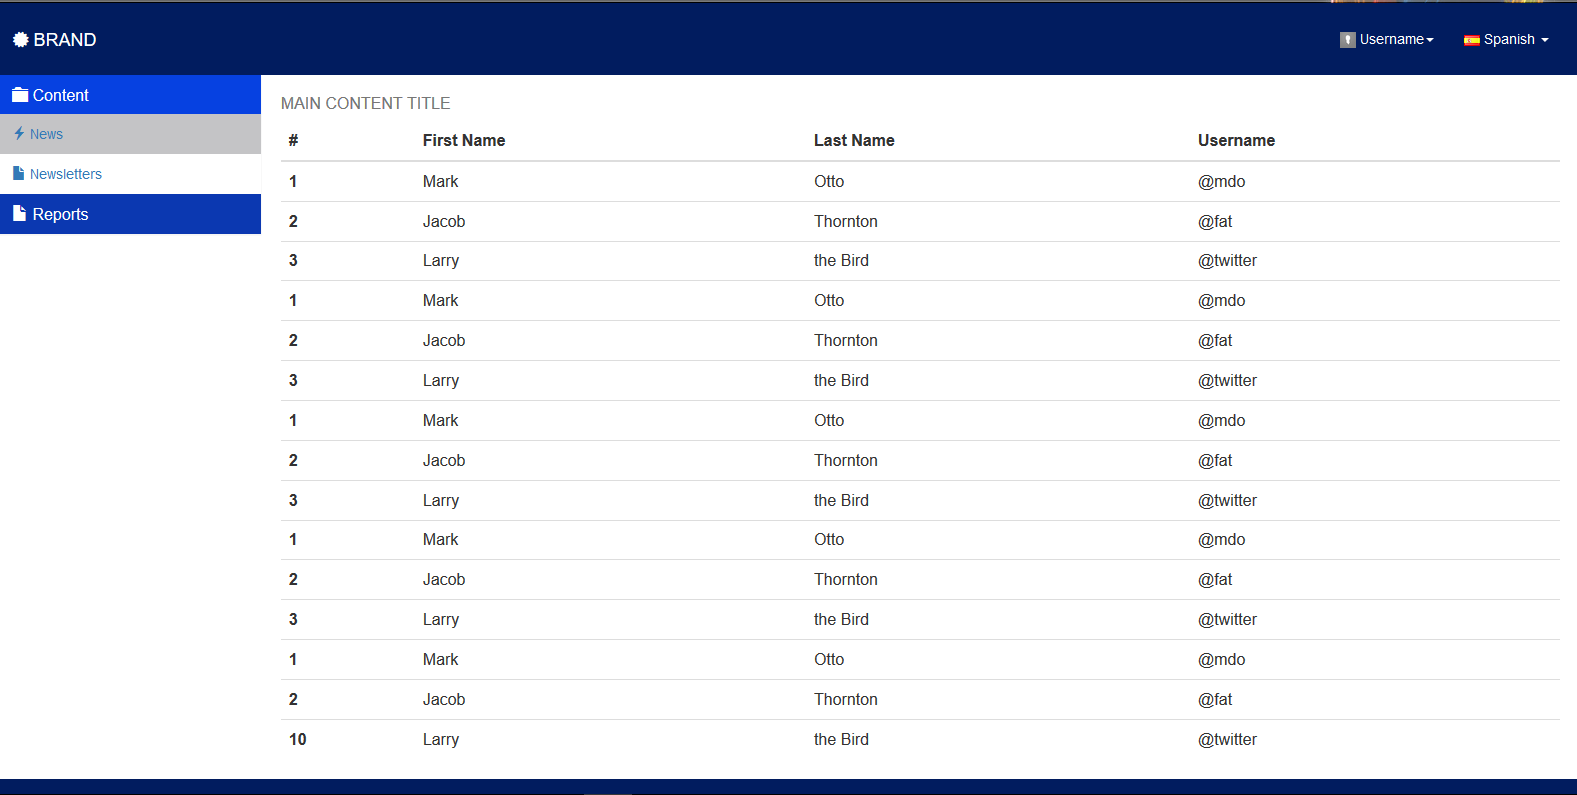 BRAND
Username
Spanish
Content
News
Newsletters
Reports
MAIN CONTENT TITLE
# First Name Last Name Username
1 Mark Otto @mdo
2 Jacob Thornton @fat
3 Larry the Bird @twitter
1 Mark Otto @mdo
2 Jacob Thornton @fat
3 Larry the Bird @twitter
1 Mark Otto @mdo
2 Jacob Thornton @fat
3 Larry the Bird @twitter
1 Mark Otto @mdo
2 Jacob Thornton @fat
3 Larry the Bird @twitter
1 Mark Otto @mdo
2 Jacob Thornton @fat
10 Larry the Bird @twitter